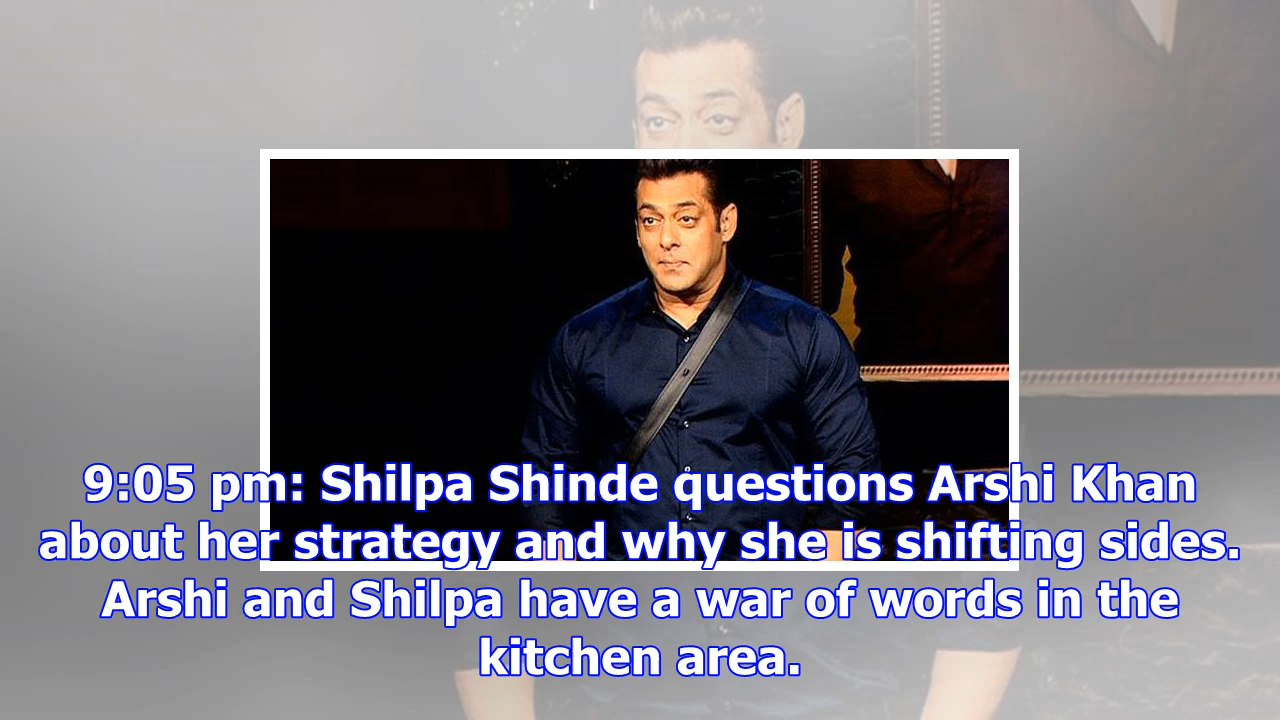 9:05 pm: Shilpa Shinde questions Arshi Khan
about her strategy and why she is shifting sides.
Arshi and Shilpa have a war of words in the
kitchen area.